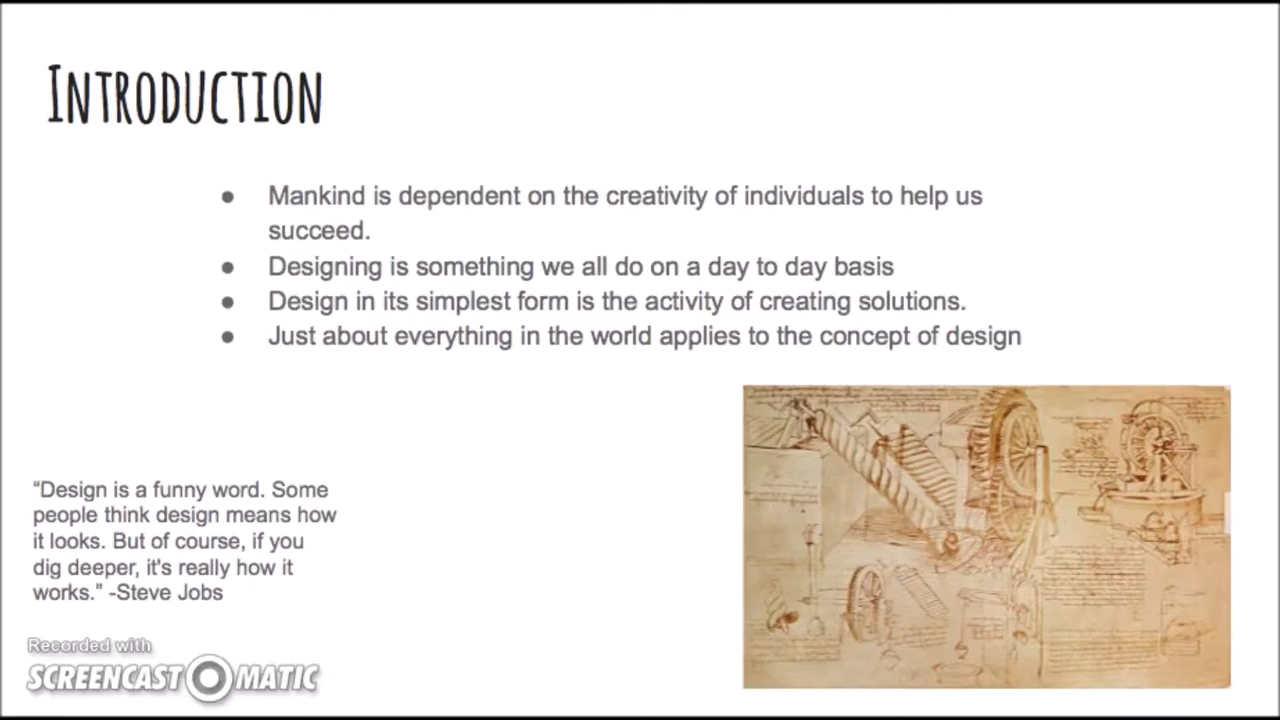 INTRODUCTION
● Mankind is dependent on the creativity of individuals to help us
succeed.
● Designing is something we all do on a day to day basis
● Design in its simplest form is the activity of creating solutions.
● Just about everything in the world applies to the concept of design
“Design is a funny word. Some
people think design means how
it looks. But of course, if you
dig deeper, it's really how it
works.” -Steve Jobs
Recorded with
SCREENCAST MATIC